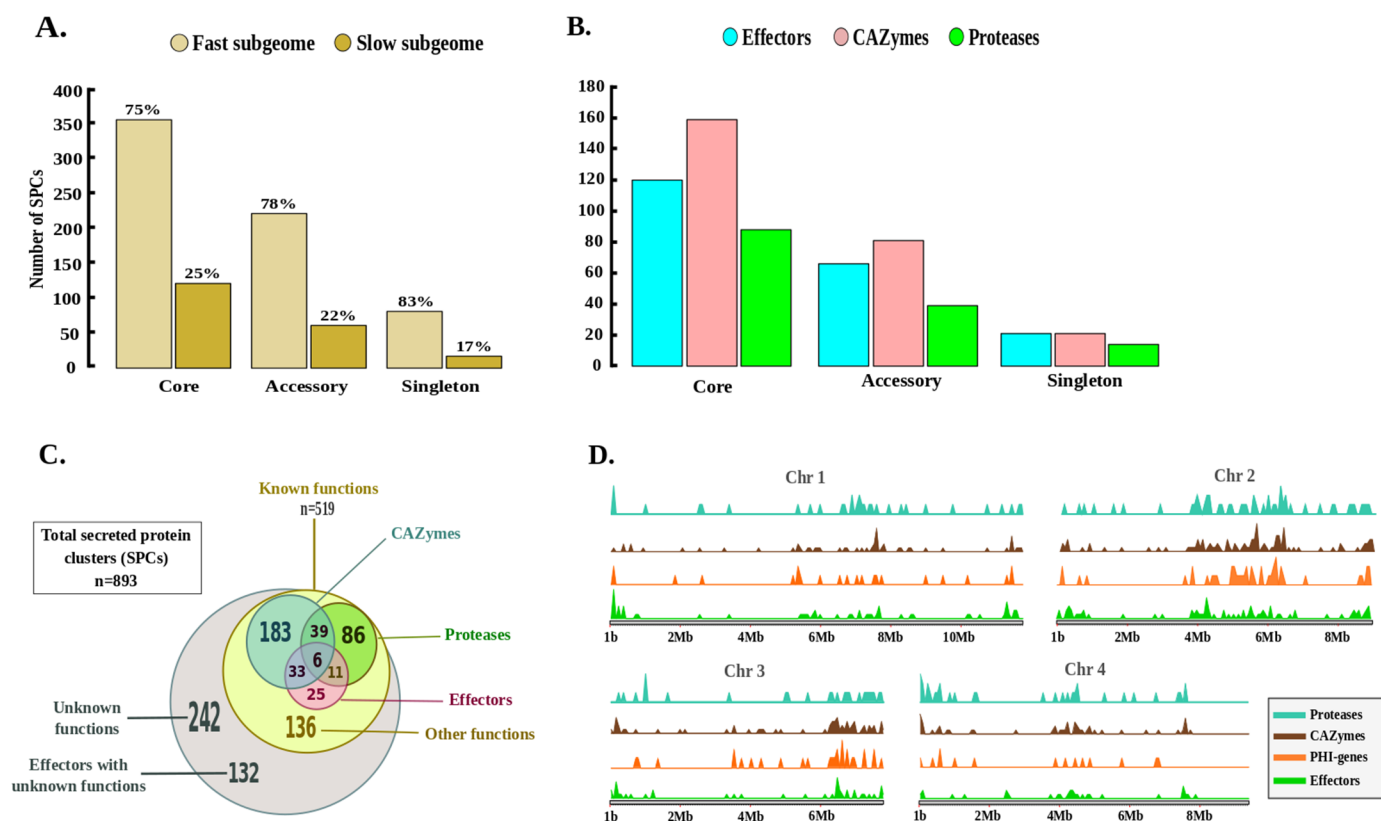 A.
Fast subgeome
Slow subgeome
Number of SPCs
400
350
300
250
200
150
100
50
0
75%
25%
78%
22%
83%
17%
Core
Accessory
Singleton
B.
Effectors
CAZymes
Proteases
180
160
140
120
100
80
60
40
20
0
Core
Accessory
Singleton
C.
Known functions
n=519
Total secreted protein
clusters (SPCs)
n=893
CAZymes
Proteases
Effectors
Other functions
Unknown
functions
Effectors with
unknown functions
183
39
86
6
33
11
25
136
242
132
D.
Chr 1
1b
2Mb
4Mb
6Mb
8Mb
10Mb
Chr 2
1b
2Mb
4Mb
6Mb
8Mb
Chr 3
1b
2Mb
4Mb
6Mb
Chr 4
1b
2Mb
4Mb
6Mb
8Mb
Proteases
CAZymes
PHI-genes
Effectors